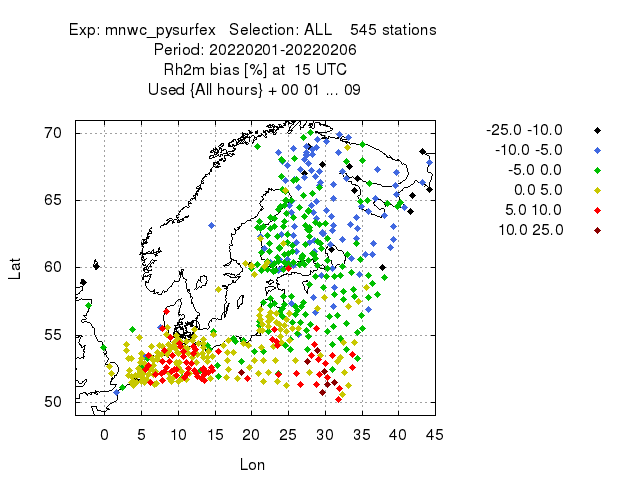 Exp: mnwc_pysurfex   Selection: ALL    545 stations
Period: 20220201-20220206
Rh2m bias [%] at  15 UTC
Used {All hours} + 00 01 ... 09
-25.0 -10.0
-10.0 -5.0
-5.0 0.0
0.0 5.0
5.0 10.0
10.0 25.0
70
65
60
55
50
Lat
0 5 10 15 20 25 30 35 40 45
Lon